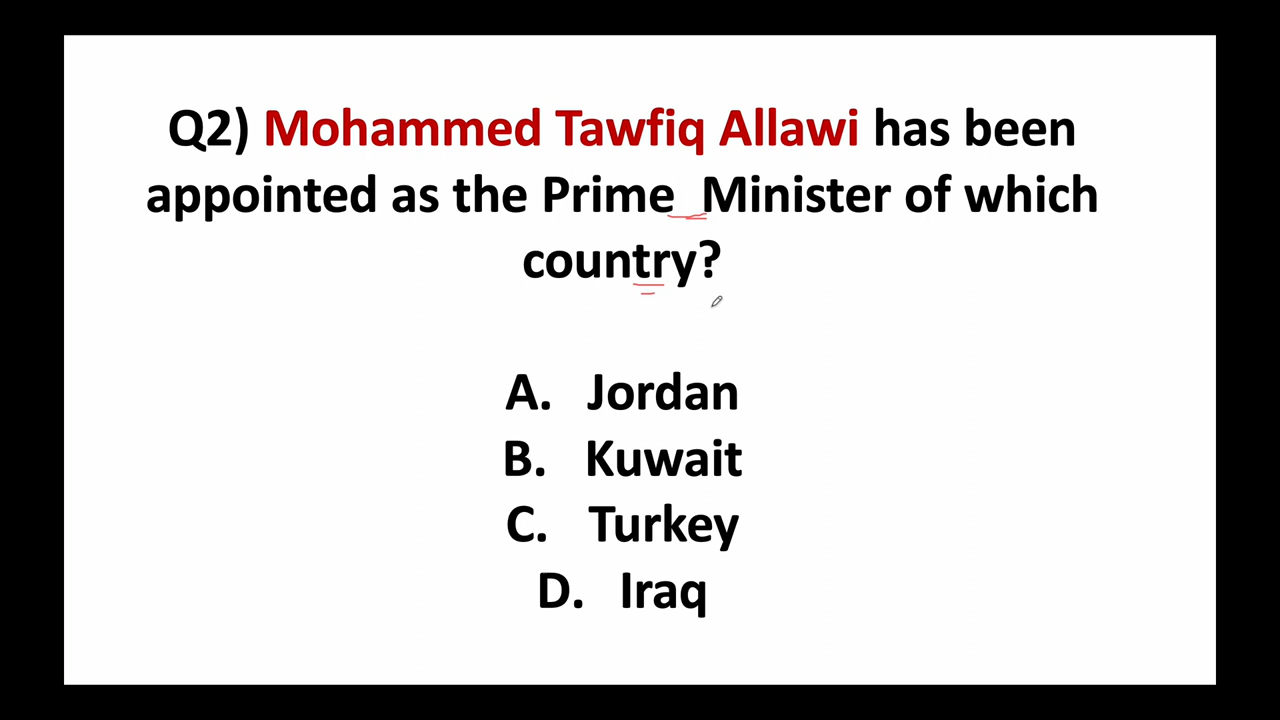 Q2) Mohammed Tawfiq Allawi has been
appointed as the Prime Minister of which
country?
A. Jordan
B. Kuwait
C. Turkey
D. Iraq